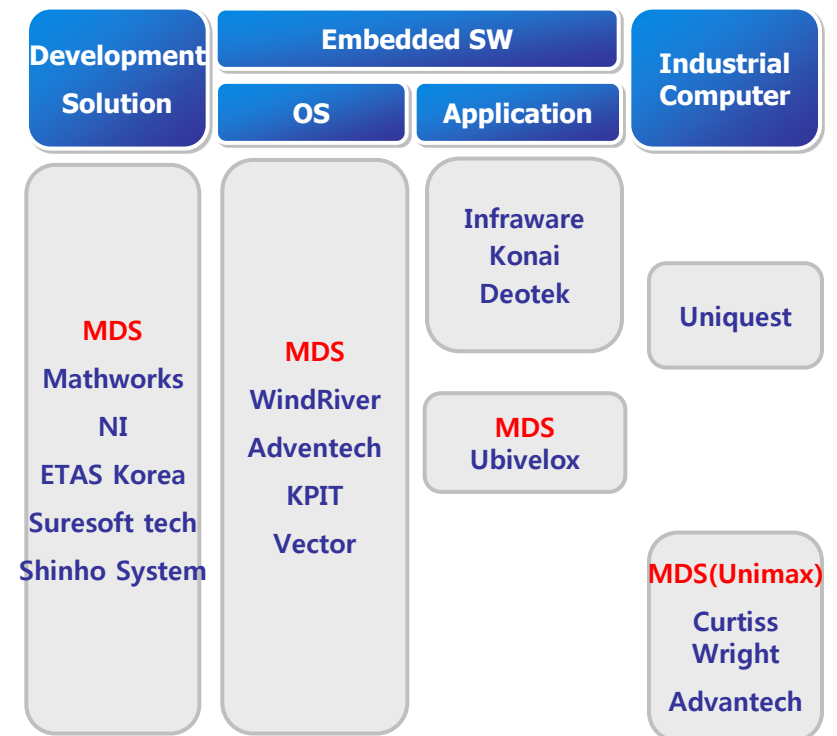 Development
Solution
Embedded SW
OS
Application
Industrial
Computer
MDS
Mathworks
NI
ETAS Korea
Suresoft tech
Shinho System
MDS
WindRiver
Adventech
KPIT
Vector
Infraware
Konai
Deotek
MDS
Ubivelox
Uniquest
MDS(Unimax)
Curtiss
Wright
Advantech